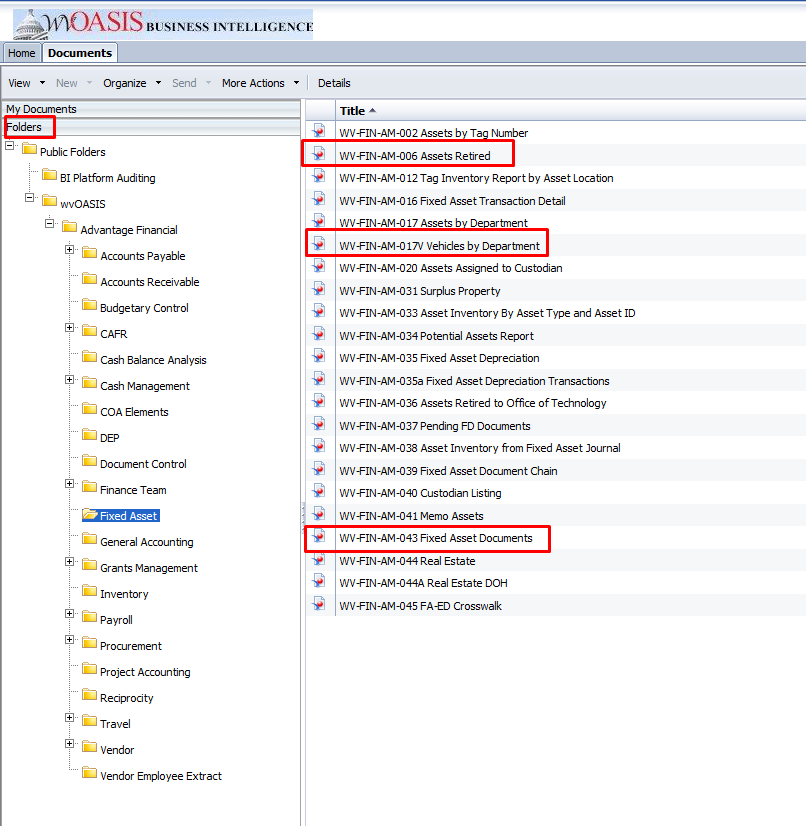 wvOASIS BUSINESS INTELLIGENCE
Home Documents
View New Organize Send More Actions Details
My Documents
Folders
Public Folders
BI Platform Auditing
wvOASIS
Advantage Financial
Accounts Payable
Accounts Receivable
Budgetary Control
CAFR
Cash Balance Analysis
Cash Management
COA Elements
DEP
Document Control
Finance Team
Fixed Asset
General Accounting
Grants Management
Inventory
Payroll
Procurement
Project Accounting
Reciprocity
Travel
Vendor
Vendor Employee Extract
Title
WV-FIN-AM-002 Assets by Tag Number
WV-FIN-AM-006 Assets Retired
WV-FIN-AM-012 Tag Inventory Report by Asset Location
WV-FIN-AM-016 Fixed Asset Transaction Detail
WV-FIN-AM-017 Assets by Department
WV-FIN-AM-017V Vehicles by Department
WV-FIN-AM-020 Assets Assigned to Custodian
WV-FIN-AM-031 Surplus Property
WV-FIN-AM-033 Asset Inventory By Asset Type and Asset ID
WV-FIN-AM-034 Potential Assets Report
WV-FIN-AM-035 Fixed Asset Depreciation
WV-FIN-AM-035a Fixed Asset Depreciation Transactions
WV-FIN-AM-036 Assets Retired to Office of Technology
WV-FIN-AM-037 Pending FD Documents
WV-FIN-AM-038 Asset Inventory from Fixed Asset Journal
WV-FIN-AM-039 Fixed Asset Document Chain
WV-FIN-AM-040 Custodian Listing
WV-FIN-AM-041 Memo Assets
WV-FIN-AM-043 Fixed Asset Documents
WV-FIN-AM-044 Real Estate
WV-FIN-AM-044A Real Estate DOH
WV-FIN-AM-045 FA-ED Crosswalk